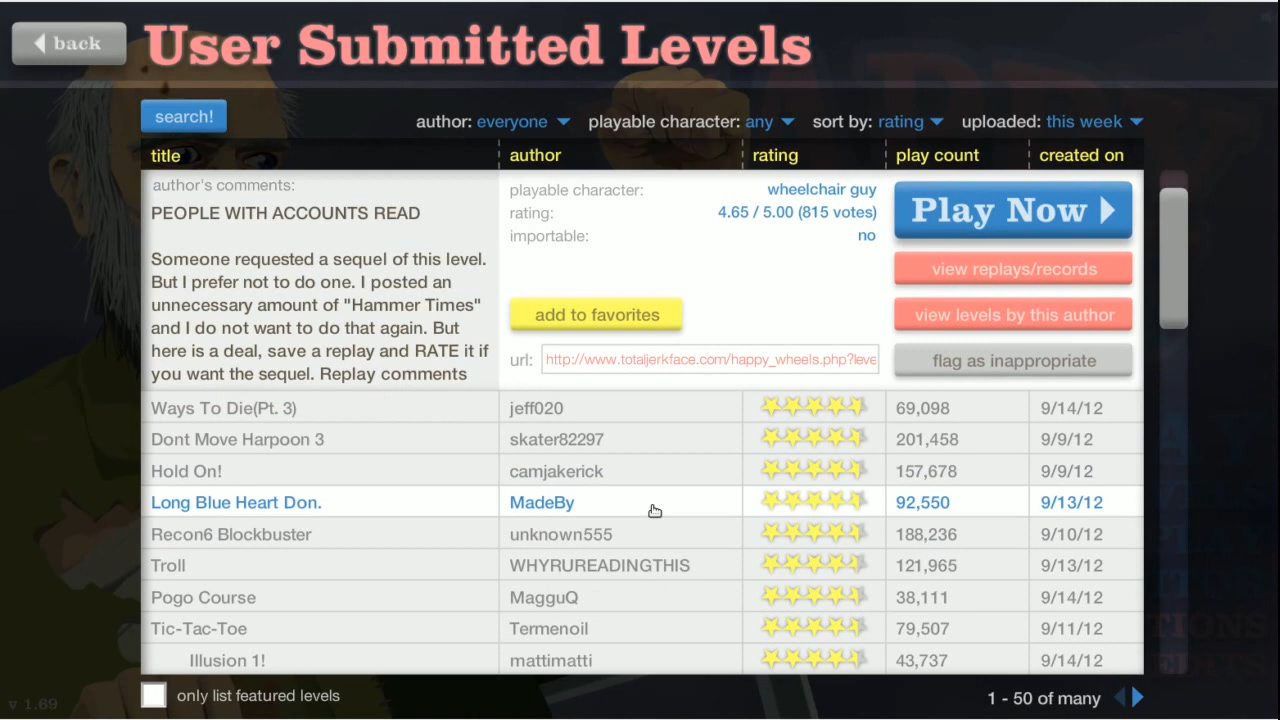 back
User Submitted Levels
search!
author: everyone playable character: any sort by: rating uploaded: this week
title author rating play count created on
author's comments:
PEOPLE WITH ACCOUNTS READ
Someone requested a sequel of this level.
But I prefer not to do one. I posted an
unnecessary amount of "Hammer Times"
and I do not want to do that again. But
here is a deal, save a replay and RATE it if
you want the sequel. Replay comments
playable character: wheelchair guy
rating: 4.65 / 5.00 (815 votes)
importable: no
add to favorites
url: http://www.totaljerkface.com/happy_wheels.php?leve
Play Now
view replays/records
view levels by this author
flag as inappropriate
Ways To Die(Pt. 3) jeff020 69,098 9/14/12
Dont Move Harpoon 3 skater82297 201,458 9/9/12
Hold On! camjakerick 157,678 9/9/12
Long Blue Heart Don. MadeBy 92,550 9/13/12
Recon6 Blockbuster unknown555 188,236 9/10/12
Troll WHYRUREADINGTHIS 121,965 9/13/12
Pogo Course MagguQ 38,111 9/14/12
Tic-Tac-Toe Termenoil 79,507 9/11/12
Illusion 1! mattimatti 43,737 9/14/12
only list featured levels
1 - 50 of many
v 1.69